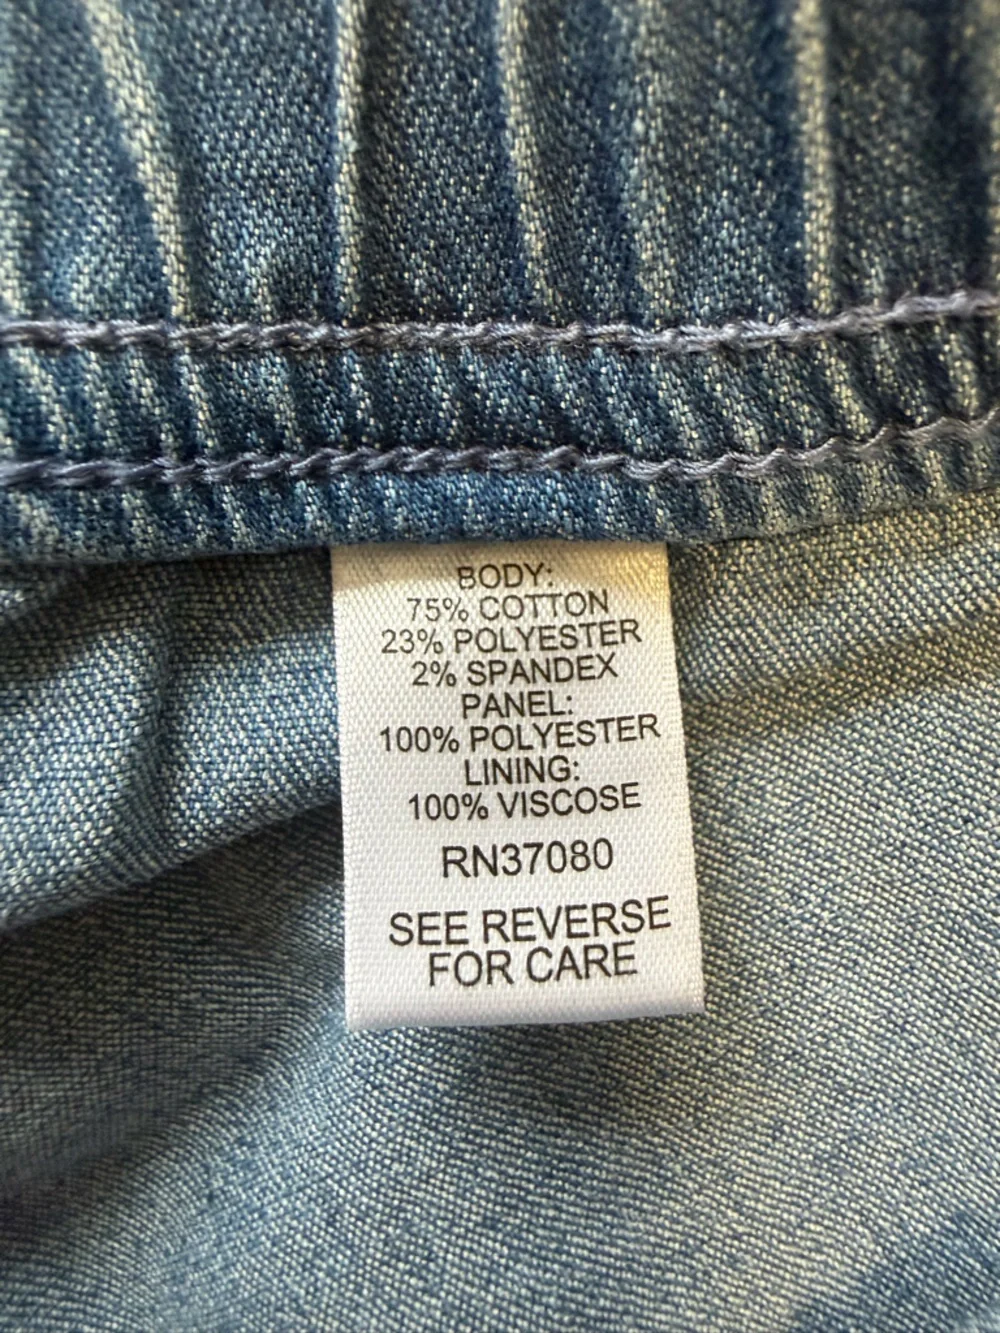 BODY:
75% COTTON
23% POLYESTER
2% SPANDEX
PANEL:
100% POLYESTER
LINING:
100% VISCOSE
RN37080
SEE REVERSE
FOR CARE